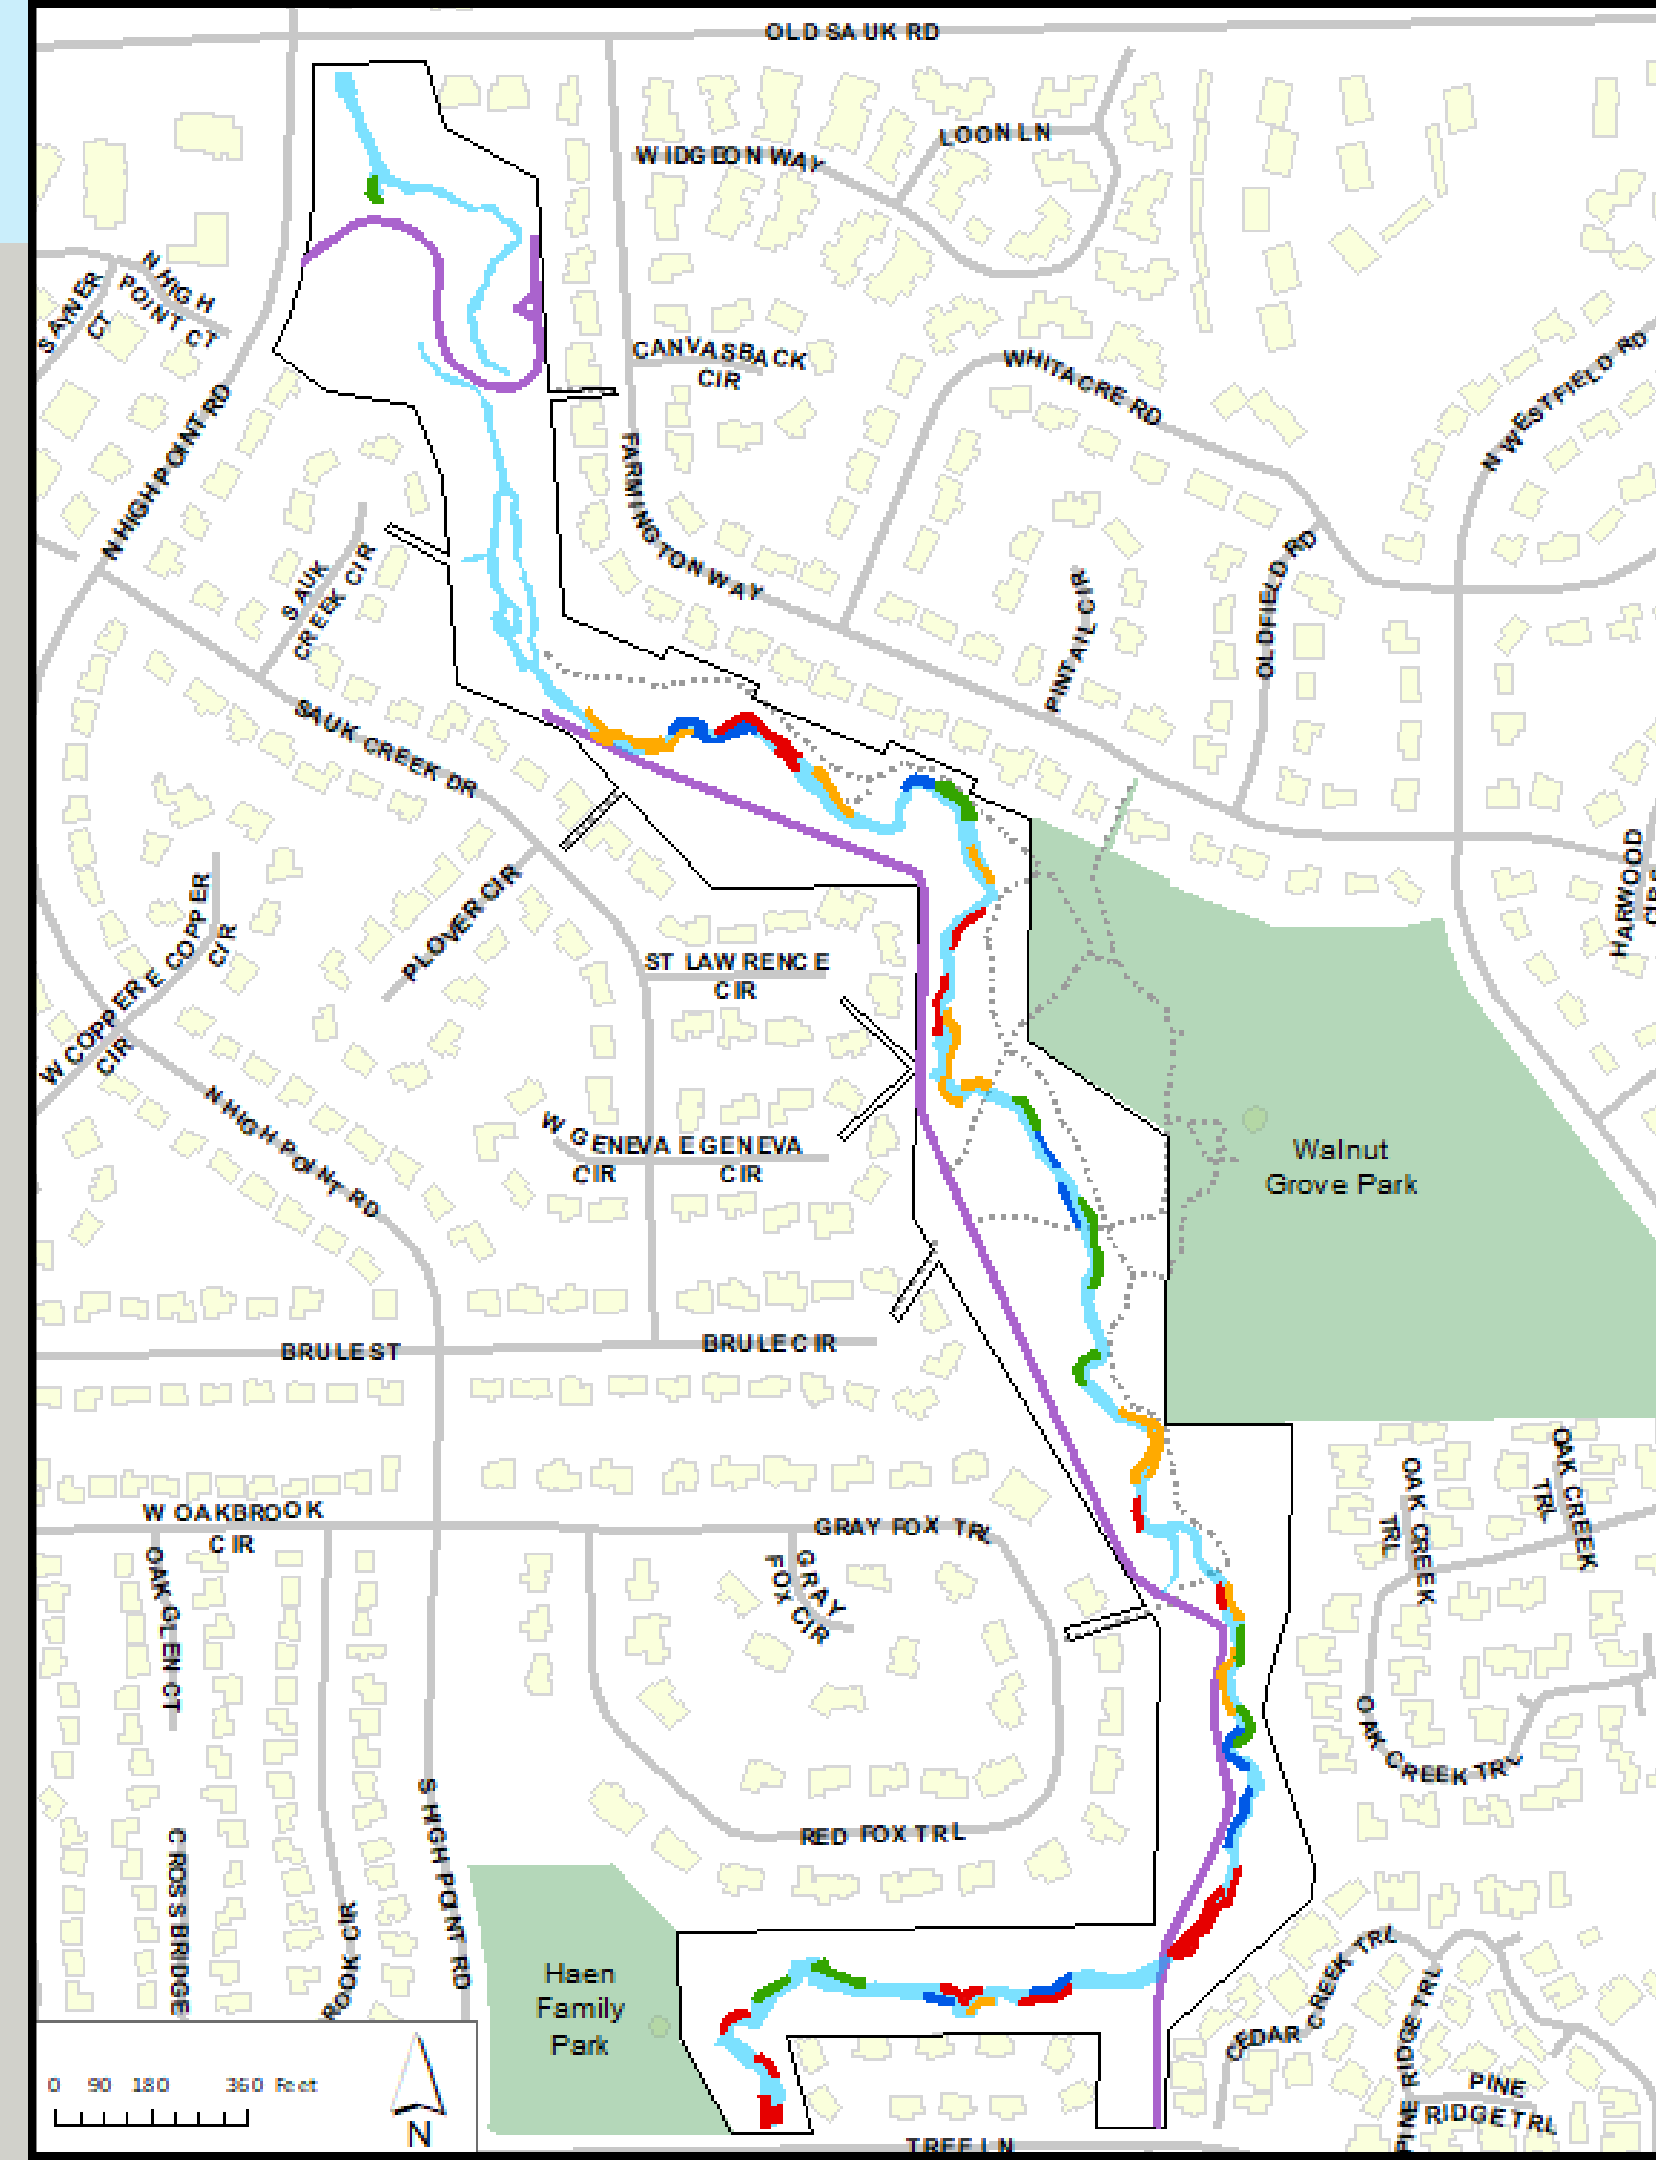 OLD SAUK RD
LOON LN
WIDGEON WAY
N HIGH
POINT CT
SAYNER
CT
CANVASBACK
CIR
WHITACRE RD
N WESTFIELD RD
N HIGH POINT RD
FARMINGTON WAY
SAUK
CREEK CIR
PINTAIL CIR
OLDFIELD RD
SAUK CREEK DR
HARWOOD
PLOVER CIR
E COPPER
CIR
W COPPER
CIR
ST LAWRENCE
CIR
N HIGH POINT RD
W GENEVA
CIR
E GENEVA
CIR
Walnut
Grove Park
BRULE ST
BRULE CIR
OAK CREEK
TRL
OAK CREEK
TRL
W OAKBROOK
CIR
GRAY FOX TRL
GRAY
FOX CIR
OAK GLEN CT
OAK CREEK TRL
S HIGH POINT RD
RED FOX TRL
CROSSBRIDGE
ROOK CIR
Haen
Family
Park
CEDAR CREEK TRL
PINE RIDGE TRL
PINE
RIDGE TRL
0 90 180 360 Feet
N
TREE LN